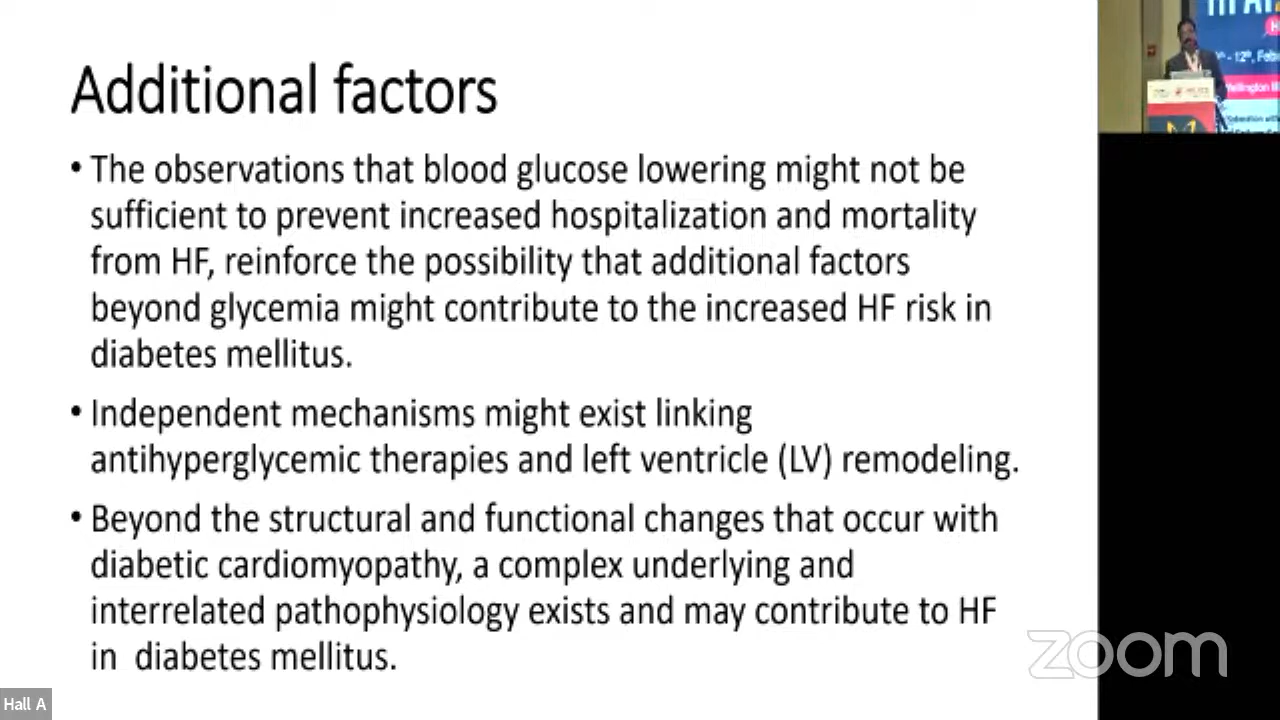 Additional factors
• The observations that blood glucose lowering might not be
sufficient to prevent increased hospitalization and mortality
from HF, reinforce the possibility that additional factors
beyond glycemia might contribute to the increased HF risk in
diabetes mellitus.
• Independent mechanisms might exist linking
antihyperglycemic therapies and left ventricle (LV) remodeling.
• Beyond the structural and functional changes that occur with
diabetic cardiomyopathy, a complex underlying and
interrelated pathophysiology exists and may contribute to HF
in diabetes mellitus.
- 12th, Feb
zoom
Hall A